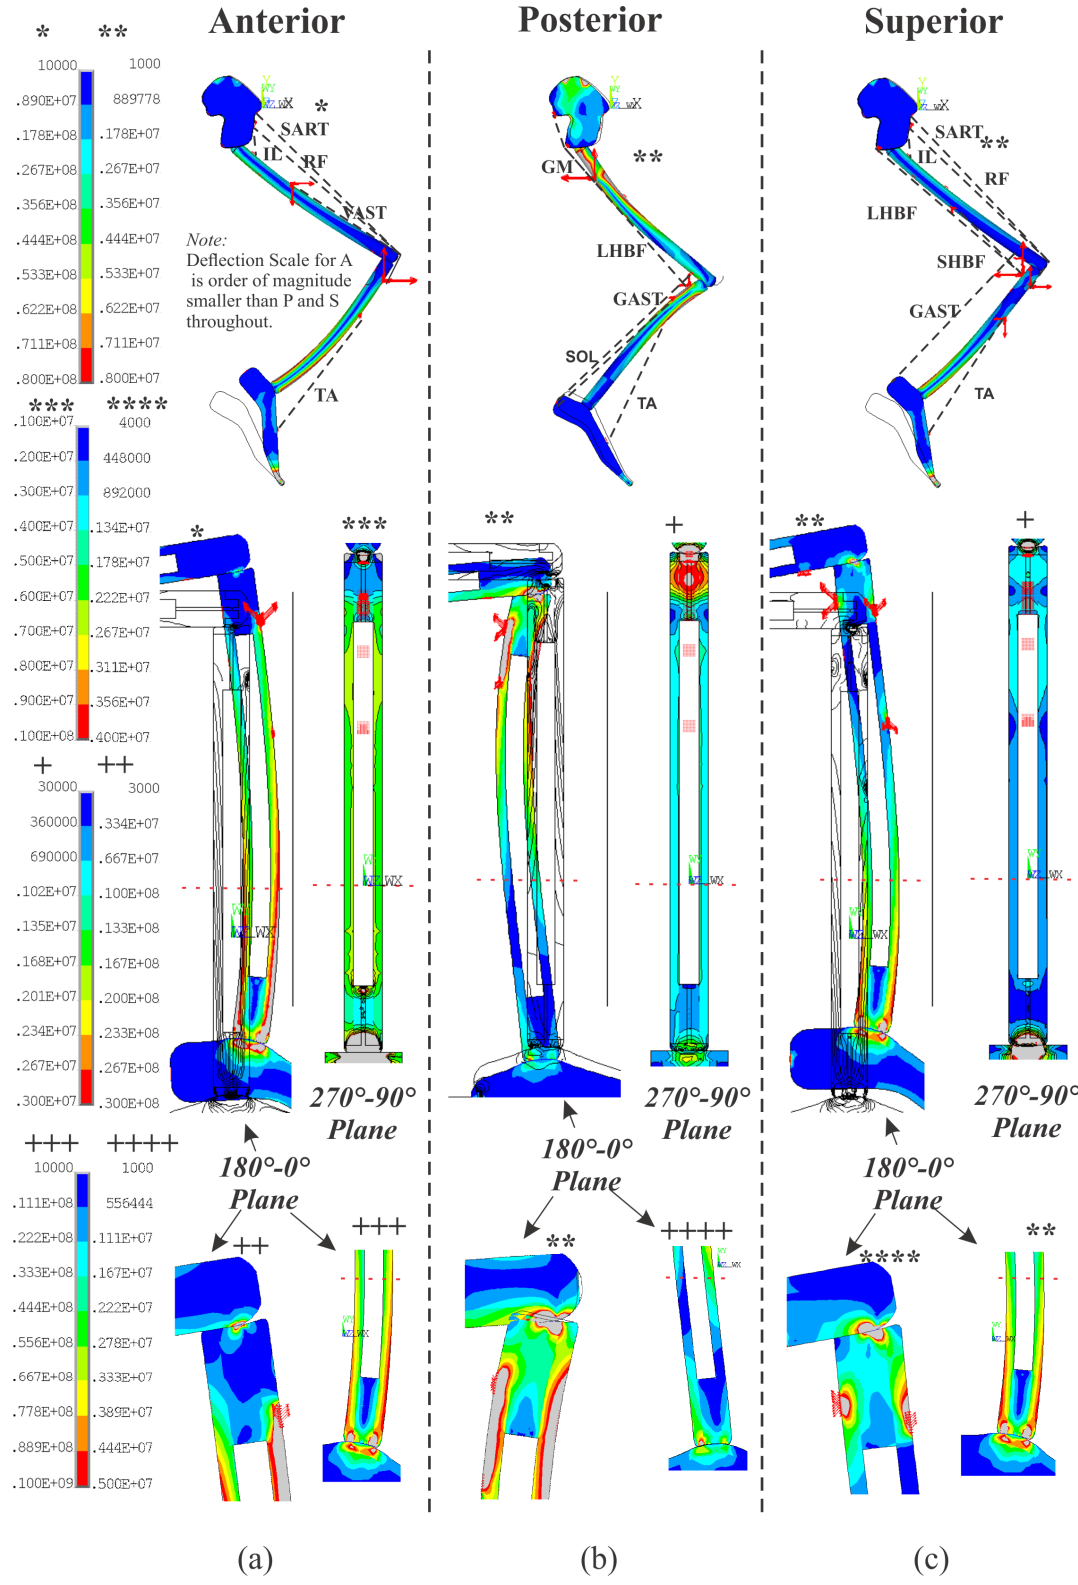 Anterior
Posterior
Superior
* **
10000 1000
.890E+07 889778
.178E+08 .178E+07
.267E+08 .267E+07
.356E+08 .356E+07
.444E+08 .444E+07
.533E+08 .533E+07
.622E+08 .622E+07
.711E+08 .711E+07
.800E+08 .800E+07
*
SART
IL
RF
VAST
Note:
Deflection Scale for A
is order of magnitude
smaller than P and S
throughout.
TA
**
GM
LHBF
GAST
SOL
TA
SART
**
IL
RF
LHBF
SHBF
GAST
TA
*** ****
.100E+07 4000
.200E+07 448000
.300E+07 892000
.400E+07 .134E+07
.500E+07 .178E+07
.600E+07 .222E+07
.700E+07 .267E+07
.800E+07 .311E+07
.900E+07 .356E+07
.100E+08 .400E+07
*
***
**
+
**
+
+ ++
30000 3000
360000 .334E+07
690000 .667E+07
.102E+07 .100E+08
.135E+07 .133E+08
.168E+07 .167E+08
.201E+07 .200E+08
.234E+07 .233E+08
.267E+07 .267E+08
.300E+07 .300E+08
270°-90°
Plane
270°-90°
Plane
270°-90°
Plane
180°-0°
Plane
180°-0°
Plane
180°-0°
Plane
+++ ++++
10000 1000
.111E+08 556444
.222E+08 .111E+07
.333E+08 .167E+07
.444E+08 .222E+07
.556E+08 .278E+07
.667E+08 .333E+07
.778E+08 .389E+07
.889E+08 .444E+07
.100E+09 .500E+07
++
+++
**
++++
****
**
(a)
(b)
(c)